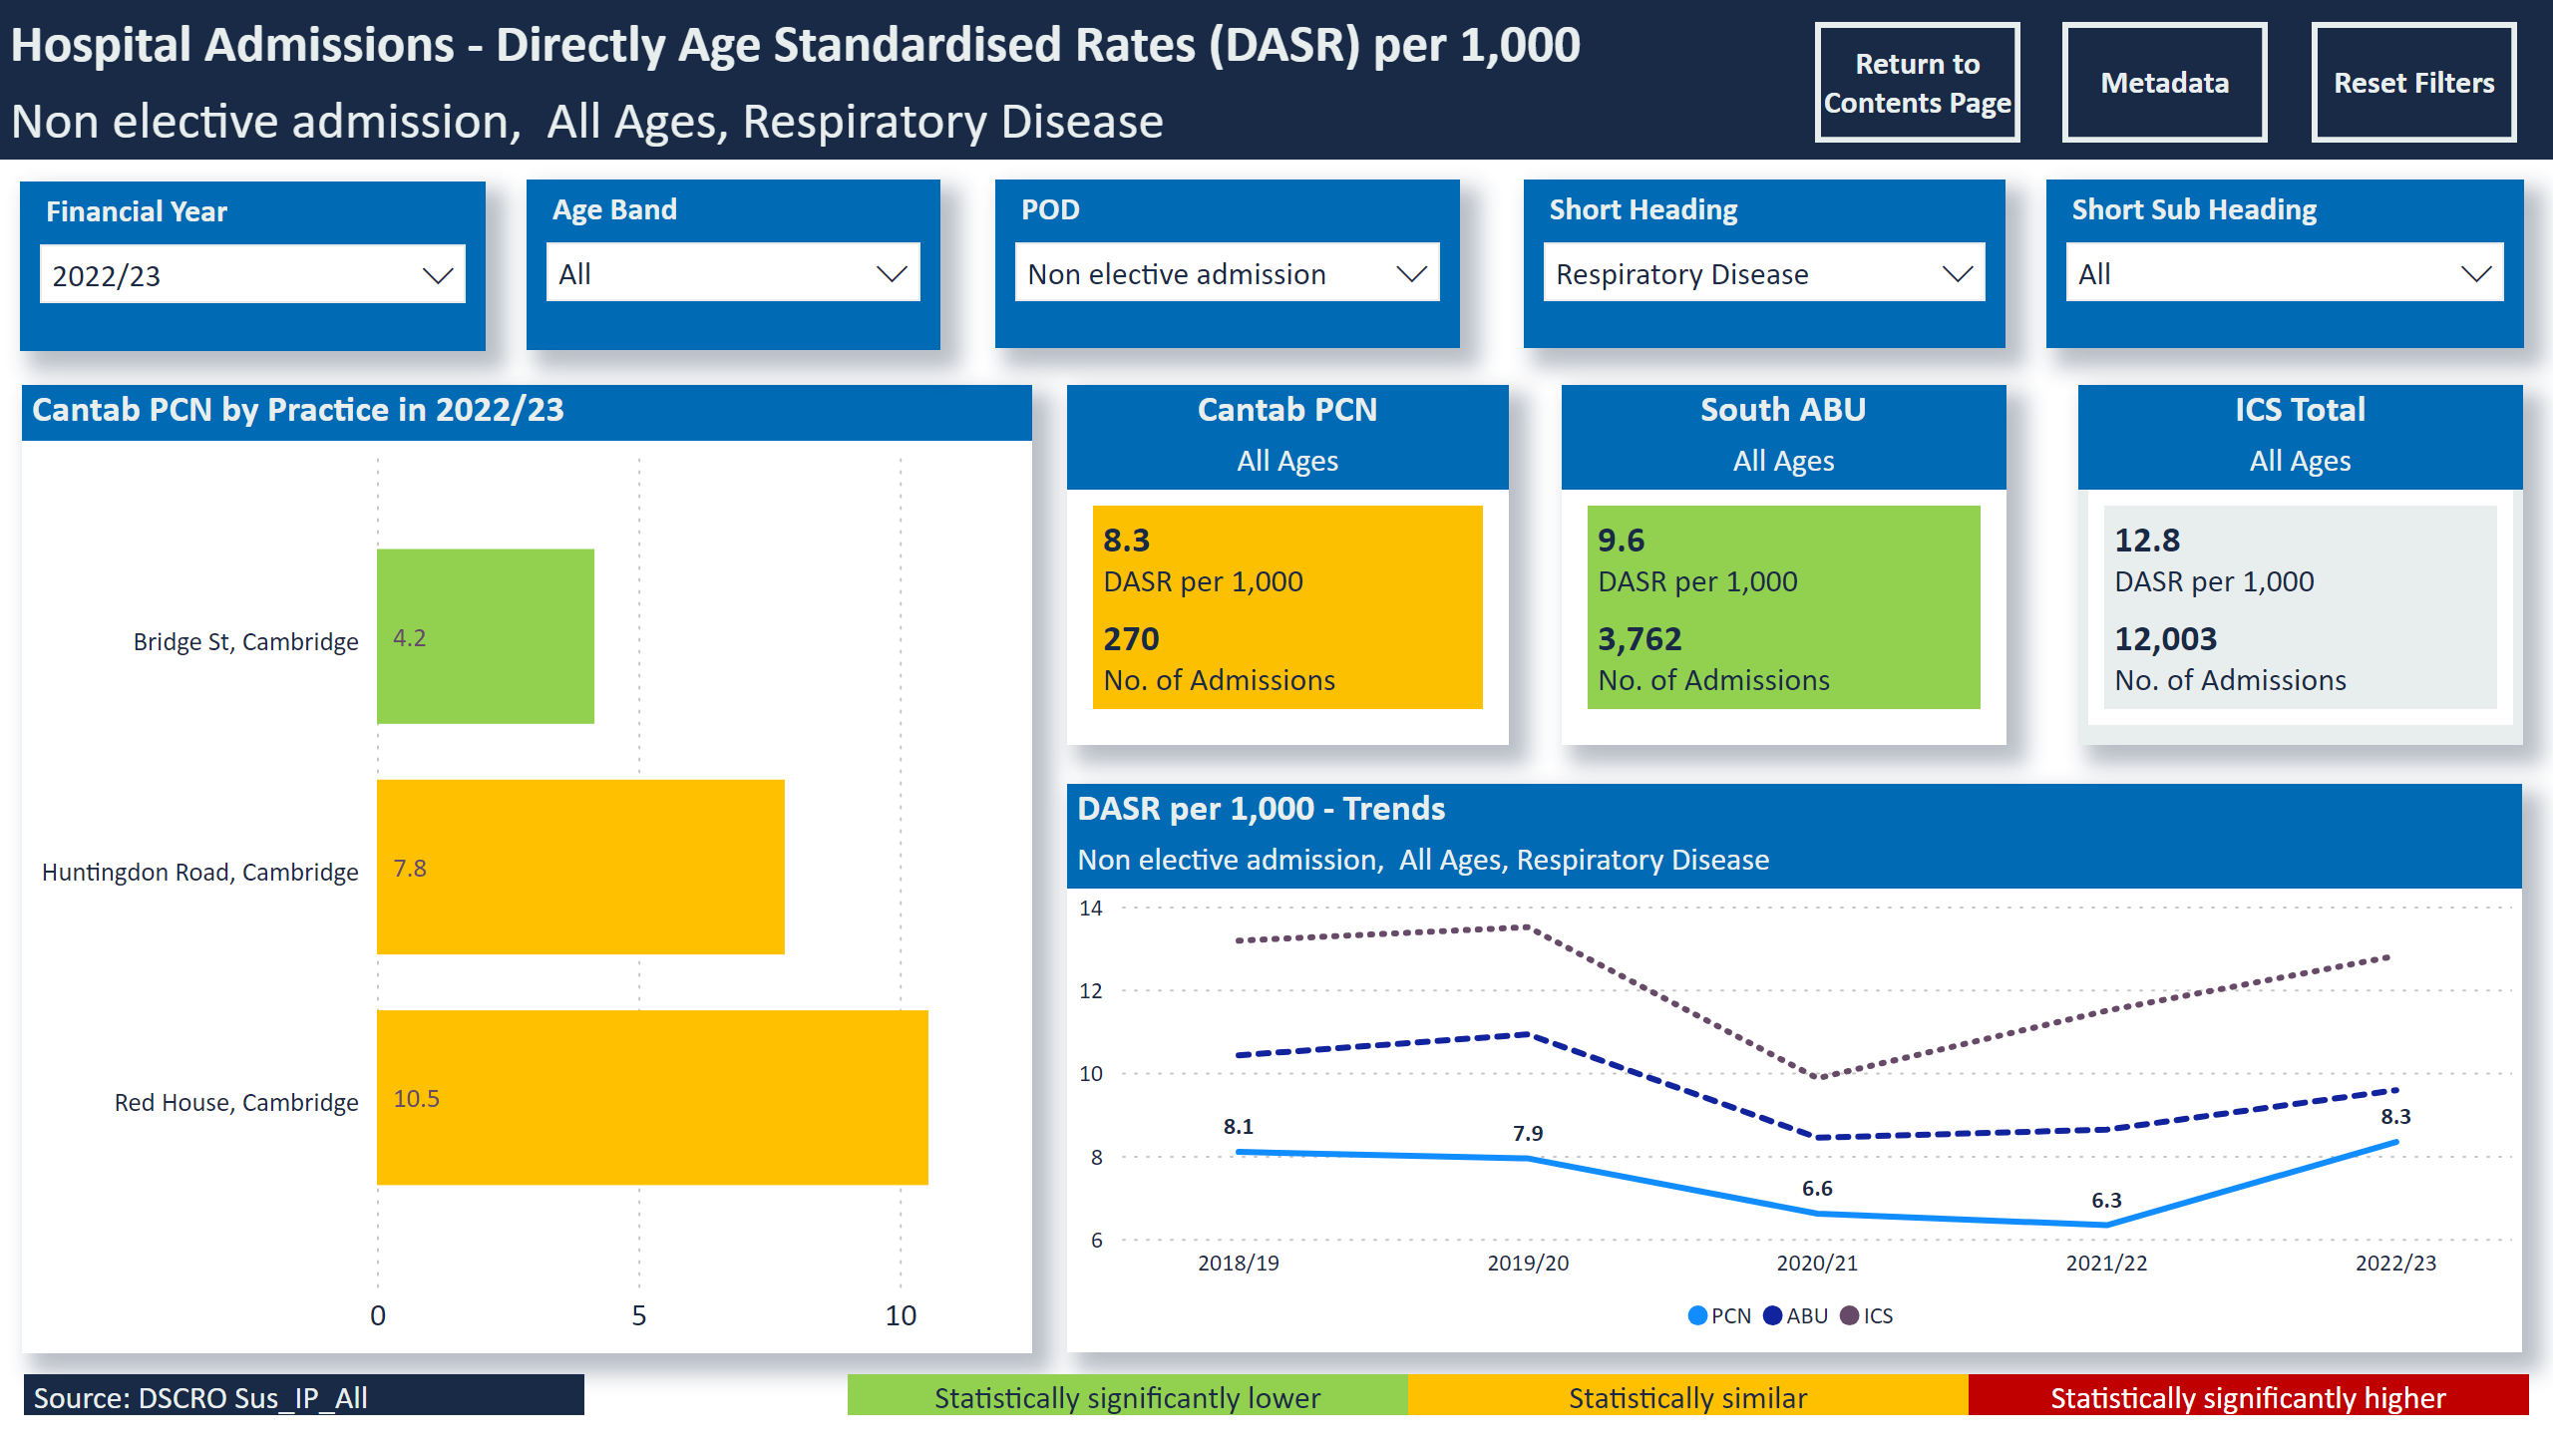 Hospital Admissions - Directly Age Standardised Rates (DASR) per 1,000
Non elective admission,  All Ages, Respiratory Disease
Return to
Contents Page
Metadata
Reset Filters
Financial Year
2022/23
Age Band
All
POD
Non elective admission
Short Heading
Respiratory Disease
Short Sub Heading
All
Cantab PCN by Practice in 2022/23
Bridge St, Cambridge
4.2
Huntingdon Road, Cambridge
7.8
Red House, Cambridge
10.5
0
5
10
Cantab PCN
All Ages
8.3
DASR per 1,000
270
No. of Admissions
South ABU
All Ages
9.6
DASR per 1,000
3,762
No. of Admissions
ICS Total
All Ages
12.8
DASR per 1,000
12,003
No. of Admissions
DASR per 1,000 - Trends
Non elective admission,  All Ages, Respiratory Disease
14
12
10
8
6
8.1
7.9
6.6
6.3
8.3
2018/19
2019/20
2020/21
2021/22
2022/23
PCN
ABU
ICS
Source: DSCRO Sus_IP_All
Statistically significantly lower
Statistically similar
Statistically significantly higher